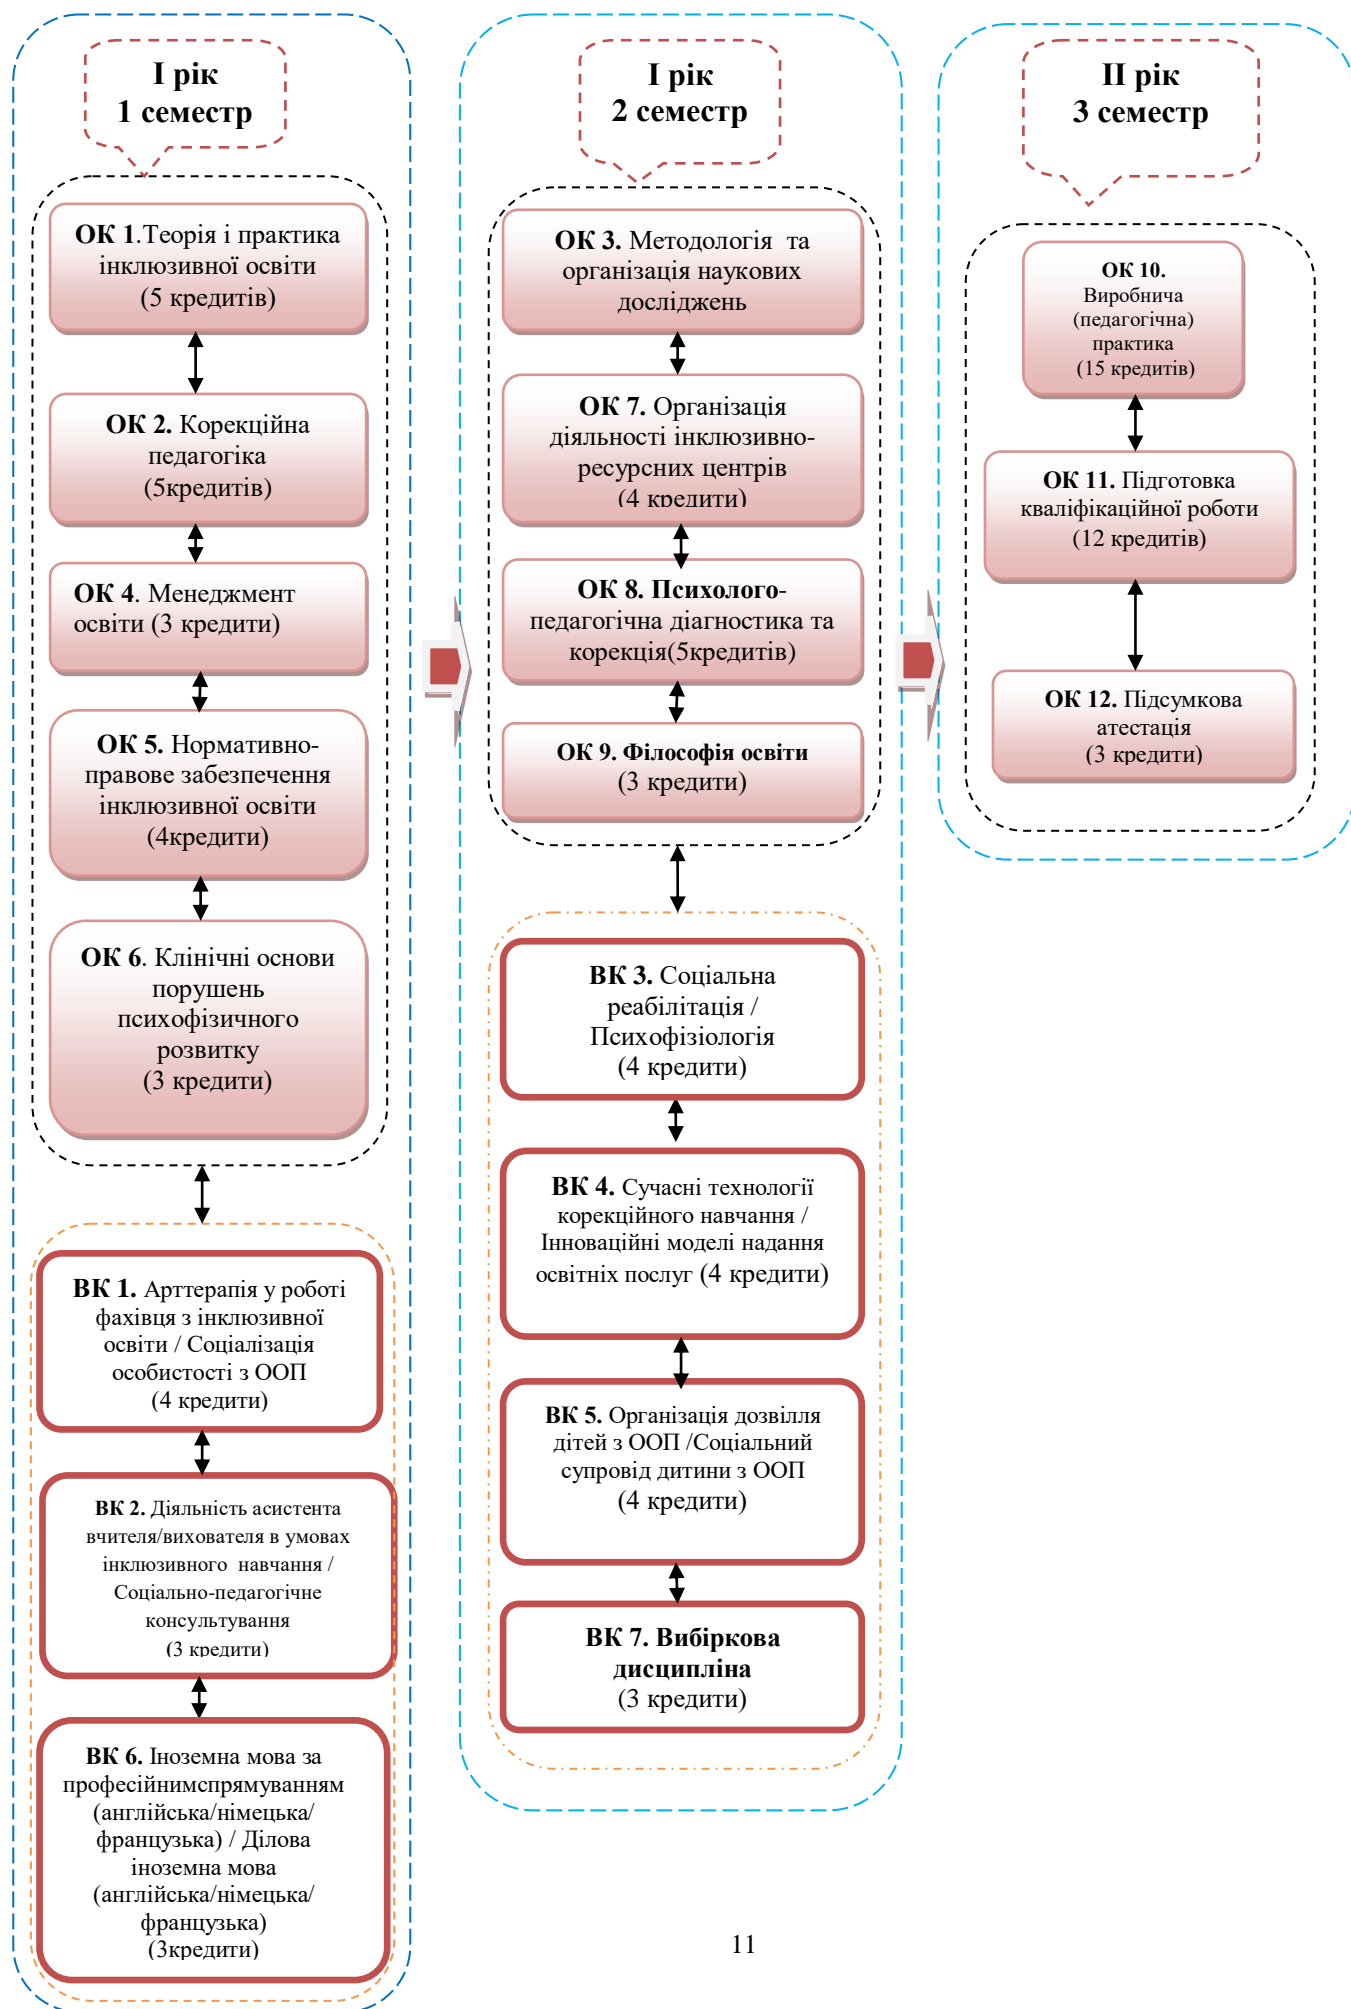 І рік
1 семестр
ОК 1.Теорія і практика
інклюзивної освіти
(5 кредитів)
ОК 2. Корекційна
педагогіка
(5кредитів)
ОК 4. Менеджмент
освіти (3 кредити)
ОК 5. Нормативно-
правове забезпечення
інклюзивної освіти
(4кредити)
ОК 6. Клінічні основи
порушень
психофізичного
розвитку
(3 кредити)
ВК 1. Арттерапія у роботі
фахівця з інклюзивної
освіти / Соціалізація
особистості з ООП
(4 кредити)
ВК 2. Діяльність асистента
вчителя/вихователя в умовах
інклюзивного  навчання /
Соціально-педагогічне
консультування
(3 кредити)
ВК 6. Іноземна мова за
професійнимспрямуванням
(англійська/німецька/
французька) / Ділова
іноземна мова
(англійська/німецька/
французька)
(3кредити)
І рік
2 семестр
ОК 3. Методологія  та
організація наукових
досліджень
ОК 7. Організація
діяльності інклюзивно-
ресурсних центрів
(4 кредити)
ОК 8. Психолого-
педагогічна діагностика та
корекція(5кредитів)
ОК 9. Філософія освіти
(3 кредити)
ВК 3. Соціальна
реабілітація /
Психофізіологія
(4 кредити)
ВК 4. Сучасні технології
корекційного навчання /
Інноваційні моделі надання
освітніх послуг (4 кредити)
ВК 5. Організація дозвілля
дітей з ООП /Соціальний
супровід дитини з ООП
(4 кредити)
ВК 7. Вибіркова
дисципліна
(3 кредити)
ІІ рік
3 семестр
ОК 10.
Виробнича
(педагогічна)
практика
(15 кредитів)
ОК 11. Підготовка
кваліфікаційної роботи
(12 кредитів)
ОК 12. Підсумкова
атестація
(3 кредити)
11